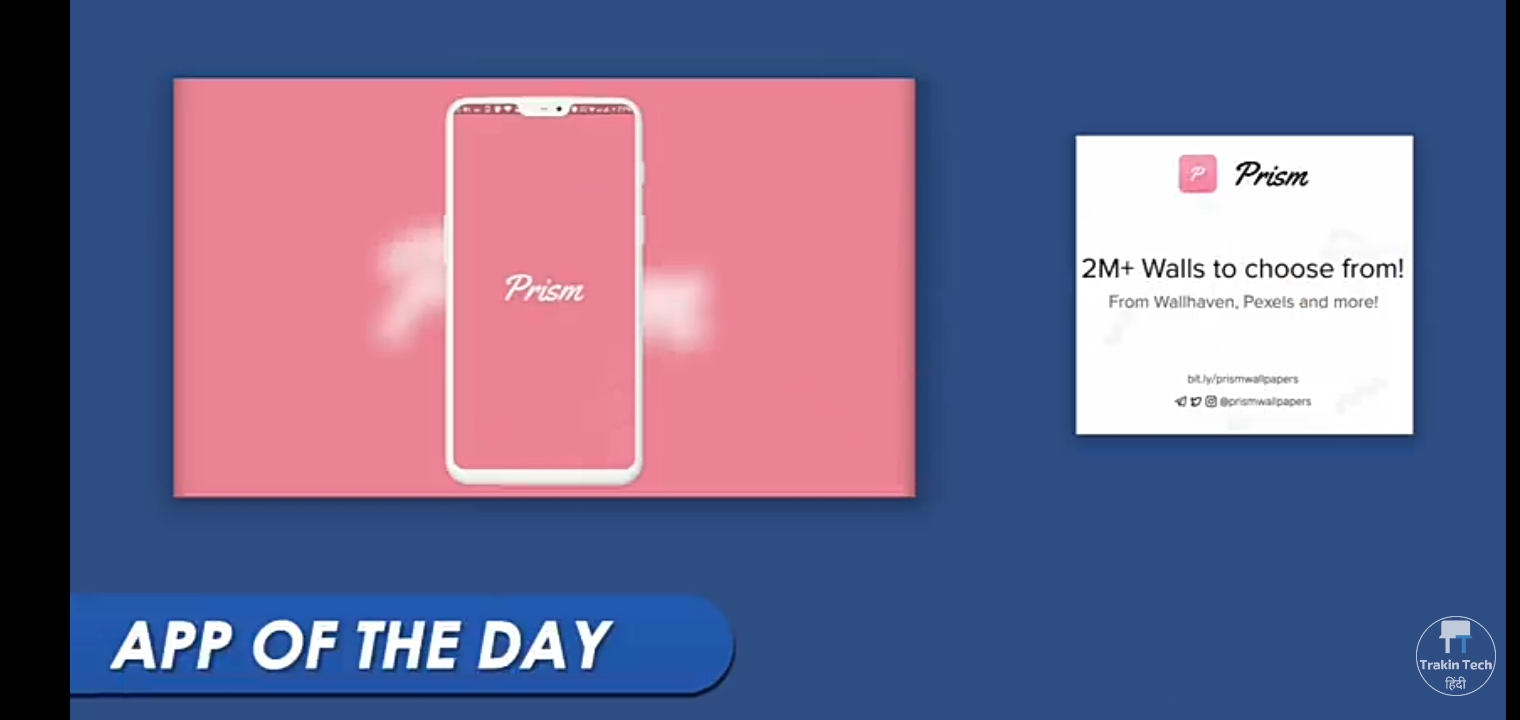 Prism
Prism
2M+ Walls to choose from!
From Wallhaven, Pexels and more!
bit.ly/prismwallpapers
@prismwallpapers
APP OF THE DAY
Trakin Tech
हिंदी